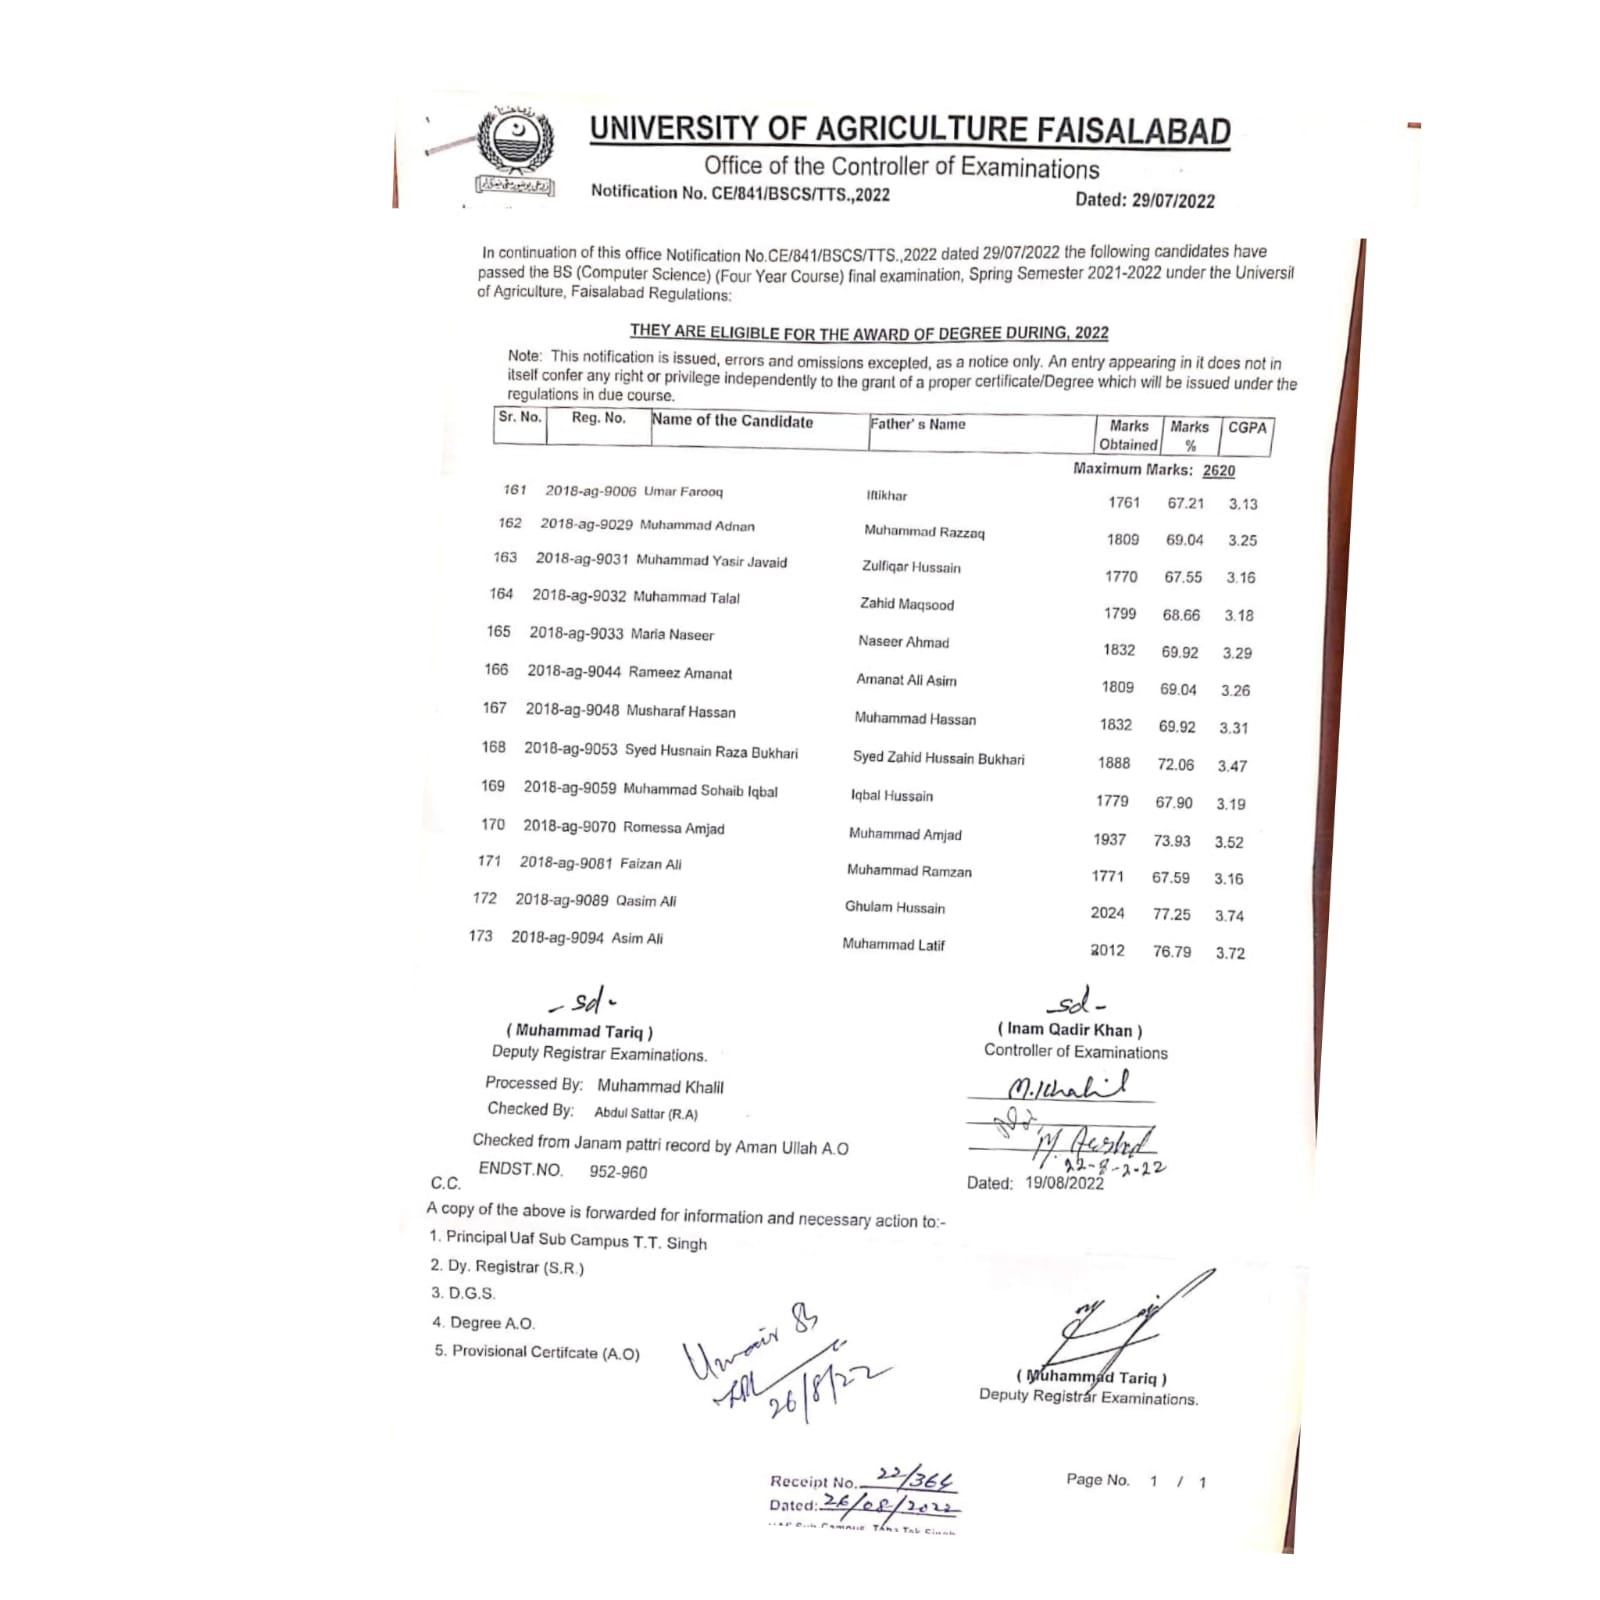 UNIVERSITY OF AGRICULTURE FAISALABAD
Office of the Controller of Examinations
Notification No. CE/841/BSCS/TTS.,2022 Dated: 29/07/2022
In continuation of this office Notification No.CE/841/BSCS/TTS.,2022 dated 29/07/2022 the following candidates have
passed the BS (Computer Science) (Four Year Course) final examination, Spring Semester 2021-2022 under the Universit
of Agriculture, Faisalabad Regulations:
THEY ARE ELIGIBLE FOR THE AWARD OF DEGREE DURING, 2022
Note: This notification is issued, errors and omissions excepted, as a notice only. An entry appearing in it does not in
itself confer any right or privilege independently to the grant of a proper certificate/Degree which will be issued under the
regulations in due course.
Sr. No. Reg. No. Name of the Candidate Father' s Name Marks Obtained Marks % CGPA
Maximum Marks: 2620
161 2018-ag-9006 Umar Farooq Iftikhar 1761 67.21 3.13
162 2018-ag-9029 Muhammad Adnan Muhammad Razzaq 1809 69.04 3.25
163 2018-ag-9031 Muhammad Yasir Javaid Zulfiqar Hussain 1770 67.55 3.16
164 2018-ag-9032 Muhammad Talal Zahid Maqsood 1799 68.66 3.18
165 2018-ag-9033 Maria Naseer Naseer Ahmad 1832 69.92 3.29
166 2018-ag-9044 Rameez Amanat Amanat Ali Asim 1809 69.04 3.26
167 2018-ag-9048 Musharaf Hassan Muhammad Hassan 1832 69.92 3.31
168 2018-ag-9053 Syed Husnain Raza Bukhari Syed Zahid Hussain Bukhari 1888 72.06 3.47
169 2018-ag-9059 Muhammad Sohaib Iqbal Iqbal Hussain 1779 67.90 3.19
170 2018-ag-9070 Romessa Amjad Muhammad Amjad 1937 73.93 3.52
171 2018-ag-9081 Faizan Ali Muhammad Ramzan 1771 67.59 3.16
172 2018-ag-9089 Qasim Ali Ghulam Hussain 2024 77.25 3.74
173 2018-ag-9094 Asim Ali Muhammad Latif 2012 76.79 3.72
- sd - sd -
( Muhammad Tariq ) ( Inam Qadir Khan )
Deputy Registrar Examinations. Controller of Examinations
Processed By: Muhammad Khalil M.Khalil
Checked By: Abdul Sattar (R.A)
Checked from Janam pattri record by Aman Ullah A.O
22-8-2-22
ENDST.NO. 952-960 Dated: 19/08/2022
C.C.
A copy of the above is forwarded for information and necessary action to:-
1. Principal Uaf Sub Campus T.T. Singh
2. Dy. Registrar (S.R.)
3. D.G.S.
4. Degree A.O.
5. Provisional Certifcate (A.O)
Umair Sb
26/8/22
( Muhammad Tariq )
Deputy Registrar Examinations.
Receipt No. 22/364 Page No. 1 / 1
Dated: 26/08/2022